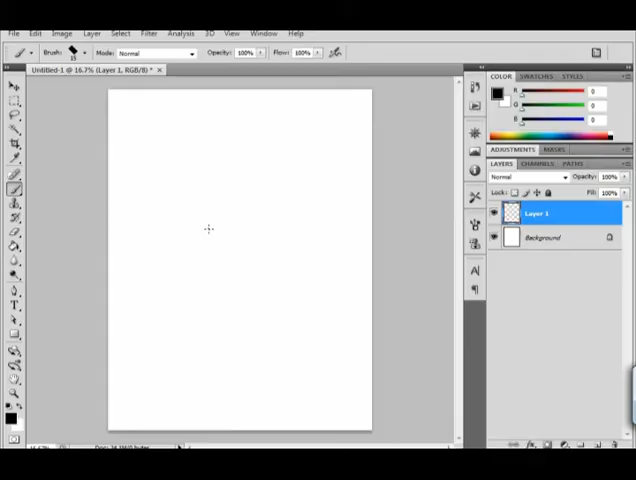 File Edit Image Layer Select Filter Analysis 3D View Window Help
Brush: 15 Mode: Normal Opacity: 100% Flow: 100%
Untitled-1 @ 16.7% (Layer 1, RGB/8) * ×
COLOR SWATCHES STYLES
R 0
G 0
B 0
ADJUSTMENTS MASKS
LAYERS CHANNELS PATHS
Normal Opacity: 100%
Lock: Fill: 100%
Layer 1
Background